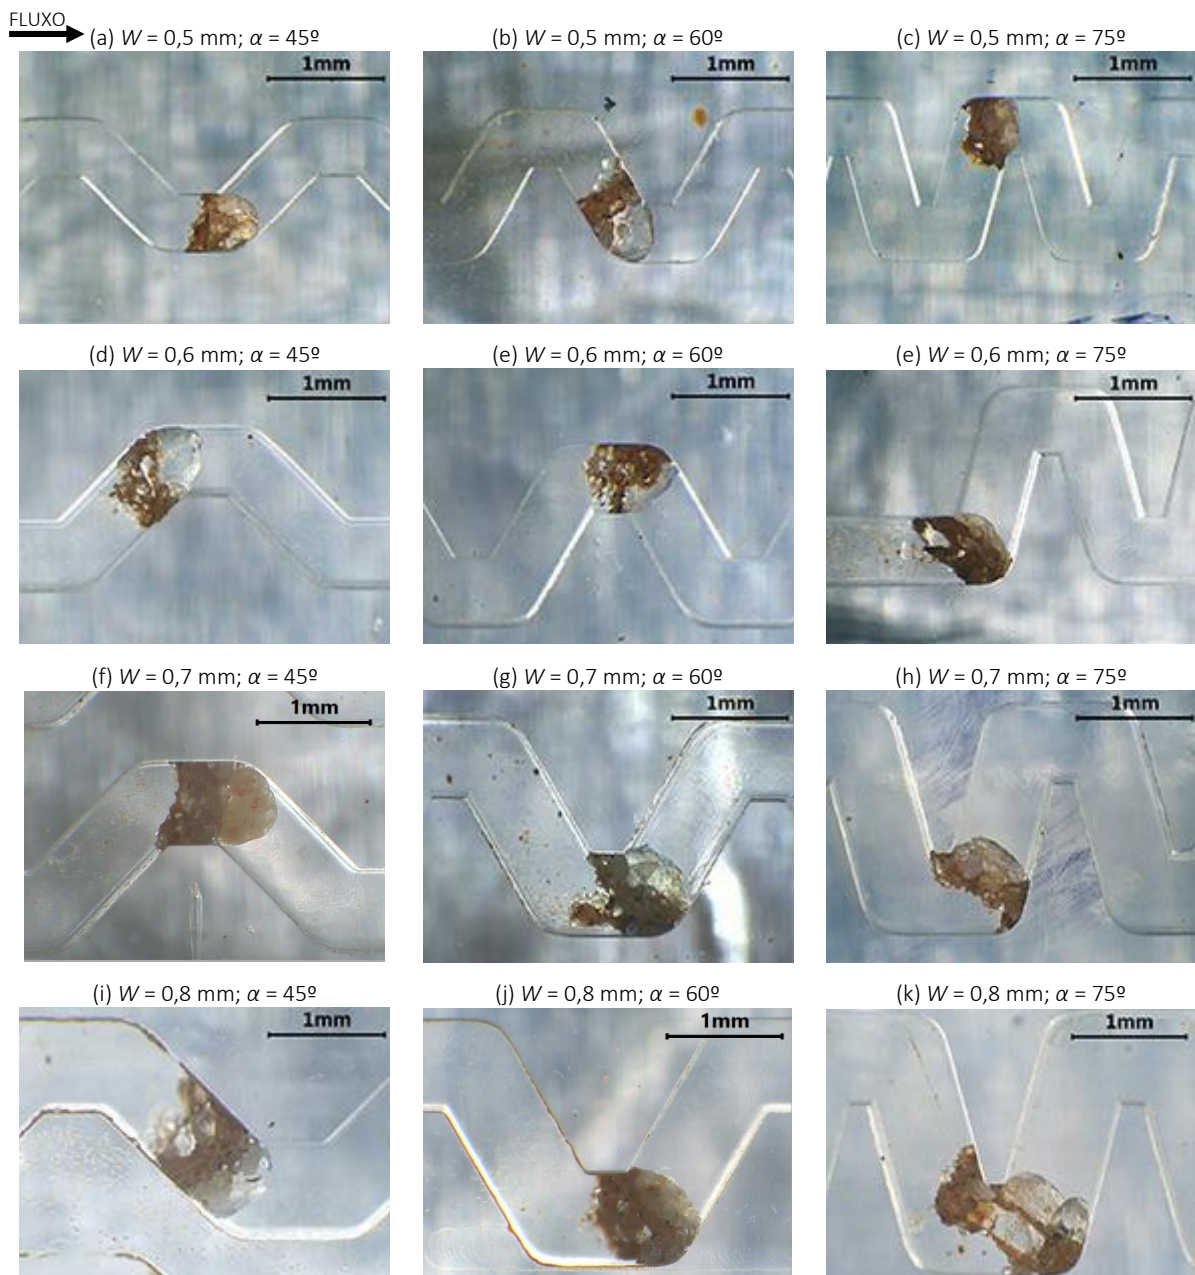 FLUXO
(a) W = 0,5 mm; α = 45º
(b) W = 0,5 mm; α = 60º
(c) W = 0,5 mm; α = 75º
1mm
1mm
1mm
(d) W = 0,6 mm; α = 45º
(e) W = 0,6 mm; α = 60º
(e) W = 0,6 mm; α = 75º
1mm
1mm
1mm
(f) W = 0,7 mm; α = 45º
(g) W = 0,7 mm; α = 60º
(h) W = 0,7 mm; α = 75º
1mm
1mm
1mm
(i) W = 0,8 mm; α = 45º
(j) W = 0,8 mm; α = 60º
(k) W = 0,8 mm; α = 75º
1mm
1mm
1mm